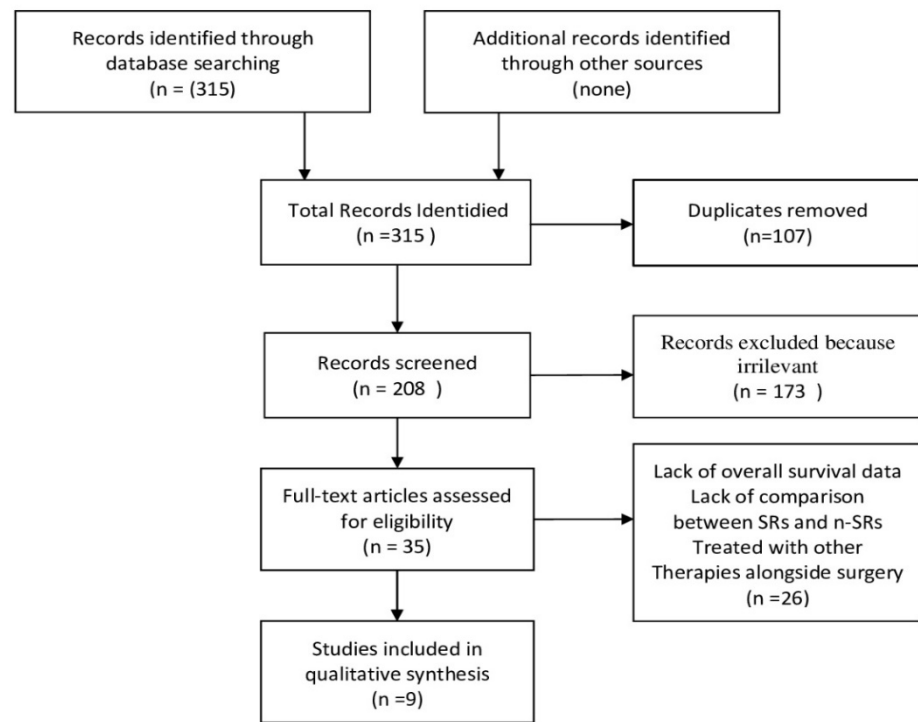 Records identified through
database searching
(n = (315)
Additional records identified
through other sources
(none)
Total Records Identidied
(n =315 )
Duplicates removed
(n=107)
Records screened
(n = 208 )
Records excluded because
irrilevant
(n = 173 )
Full-text articles assessed
for eligibility
(n = 35)
Lack of overall survival data
Lack of comparison
between SRs and n-SRs
Treated with other
Therapies alongside surgery
(n =26)
Studies included in
qualitative synthesis
(n =9)